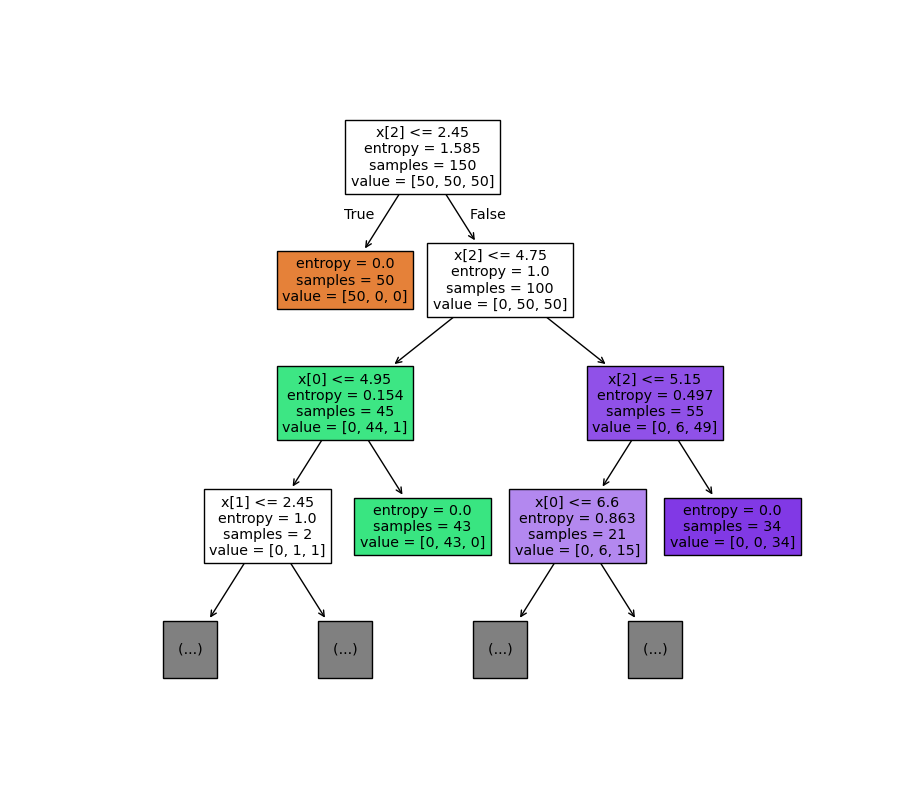 x[2] <= 2.45
entropy = 1.585
samples = 150
value = [50, 50, 50]
True
False
entropy = 0.0
samples = 50
value = [50, 0, 0]
x[2] <= 4.75
entropy = 1.0
samples = 100
value = [0, 50, 50]
x[0] <= 4.95
entropy = 0.154
samples = 45
value = [0, 44, 1]
x[2] <= 5.15
entropy = 0.497
samples = 55
value = [0, 6, 49]
x[1] <= 2.45
entropy = 1.0
samples = 2
value = [0, 1, 1]
entropy = 0.0
samples = 43
value = [0, 43, 0]
x[0] <= 6.6
entropy = 0.863
samples = 21
value = [0, 6, 15]
entropy = 0.0
samples = 34
value = [0, 0, 34]
(...)
(...)
(...)
(...)